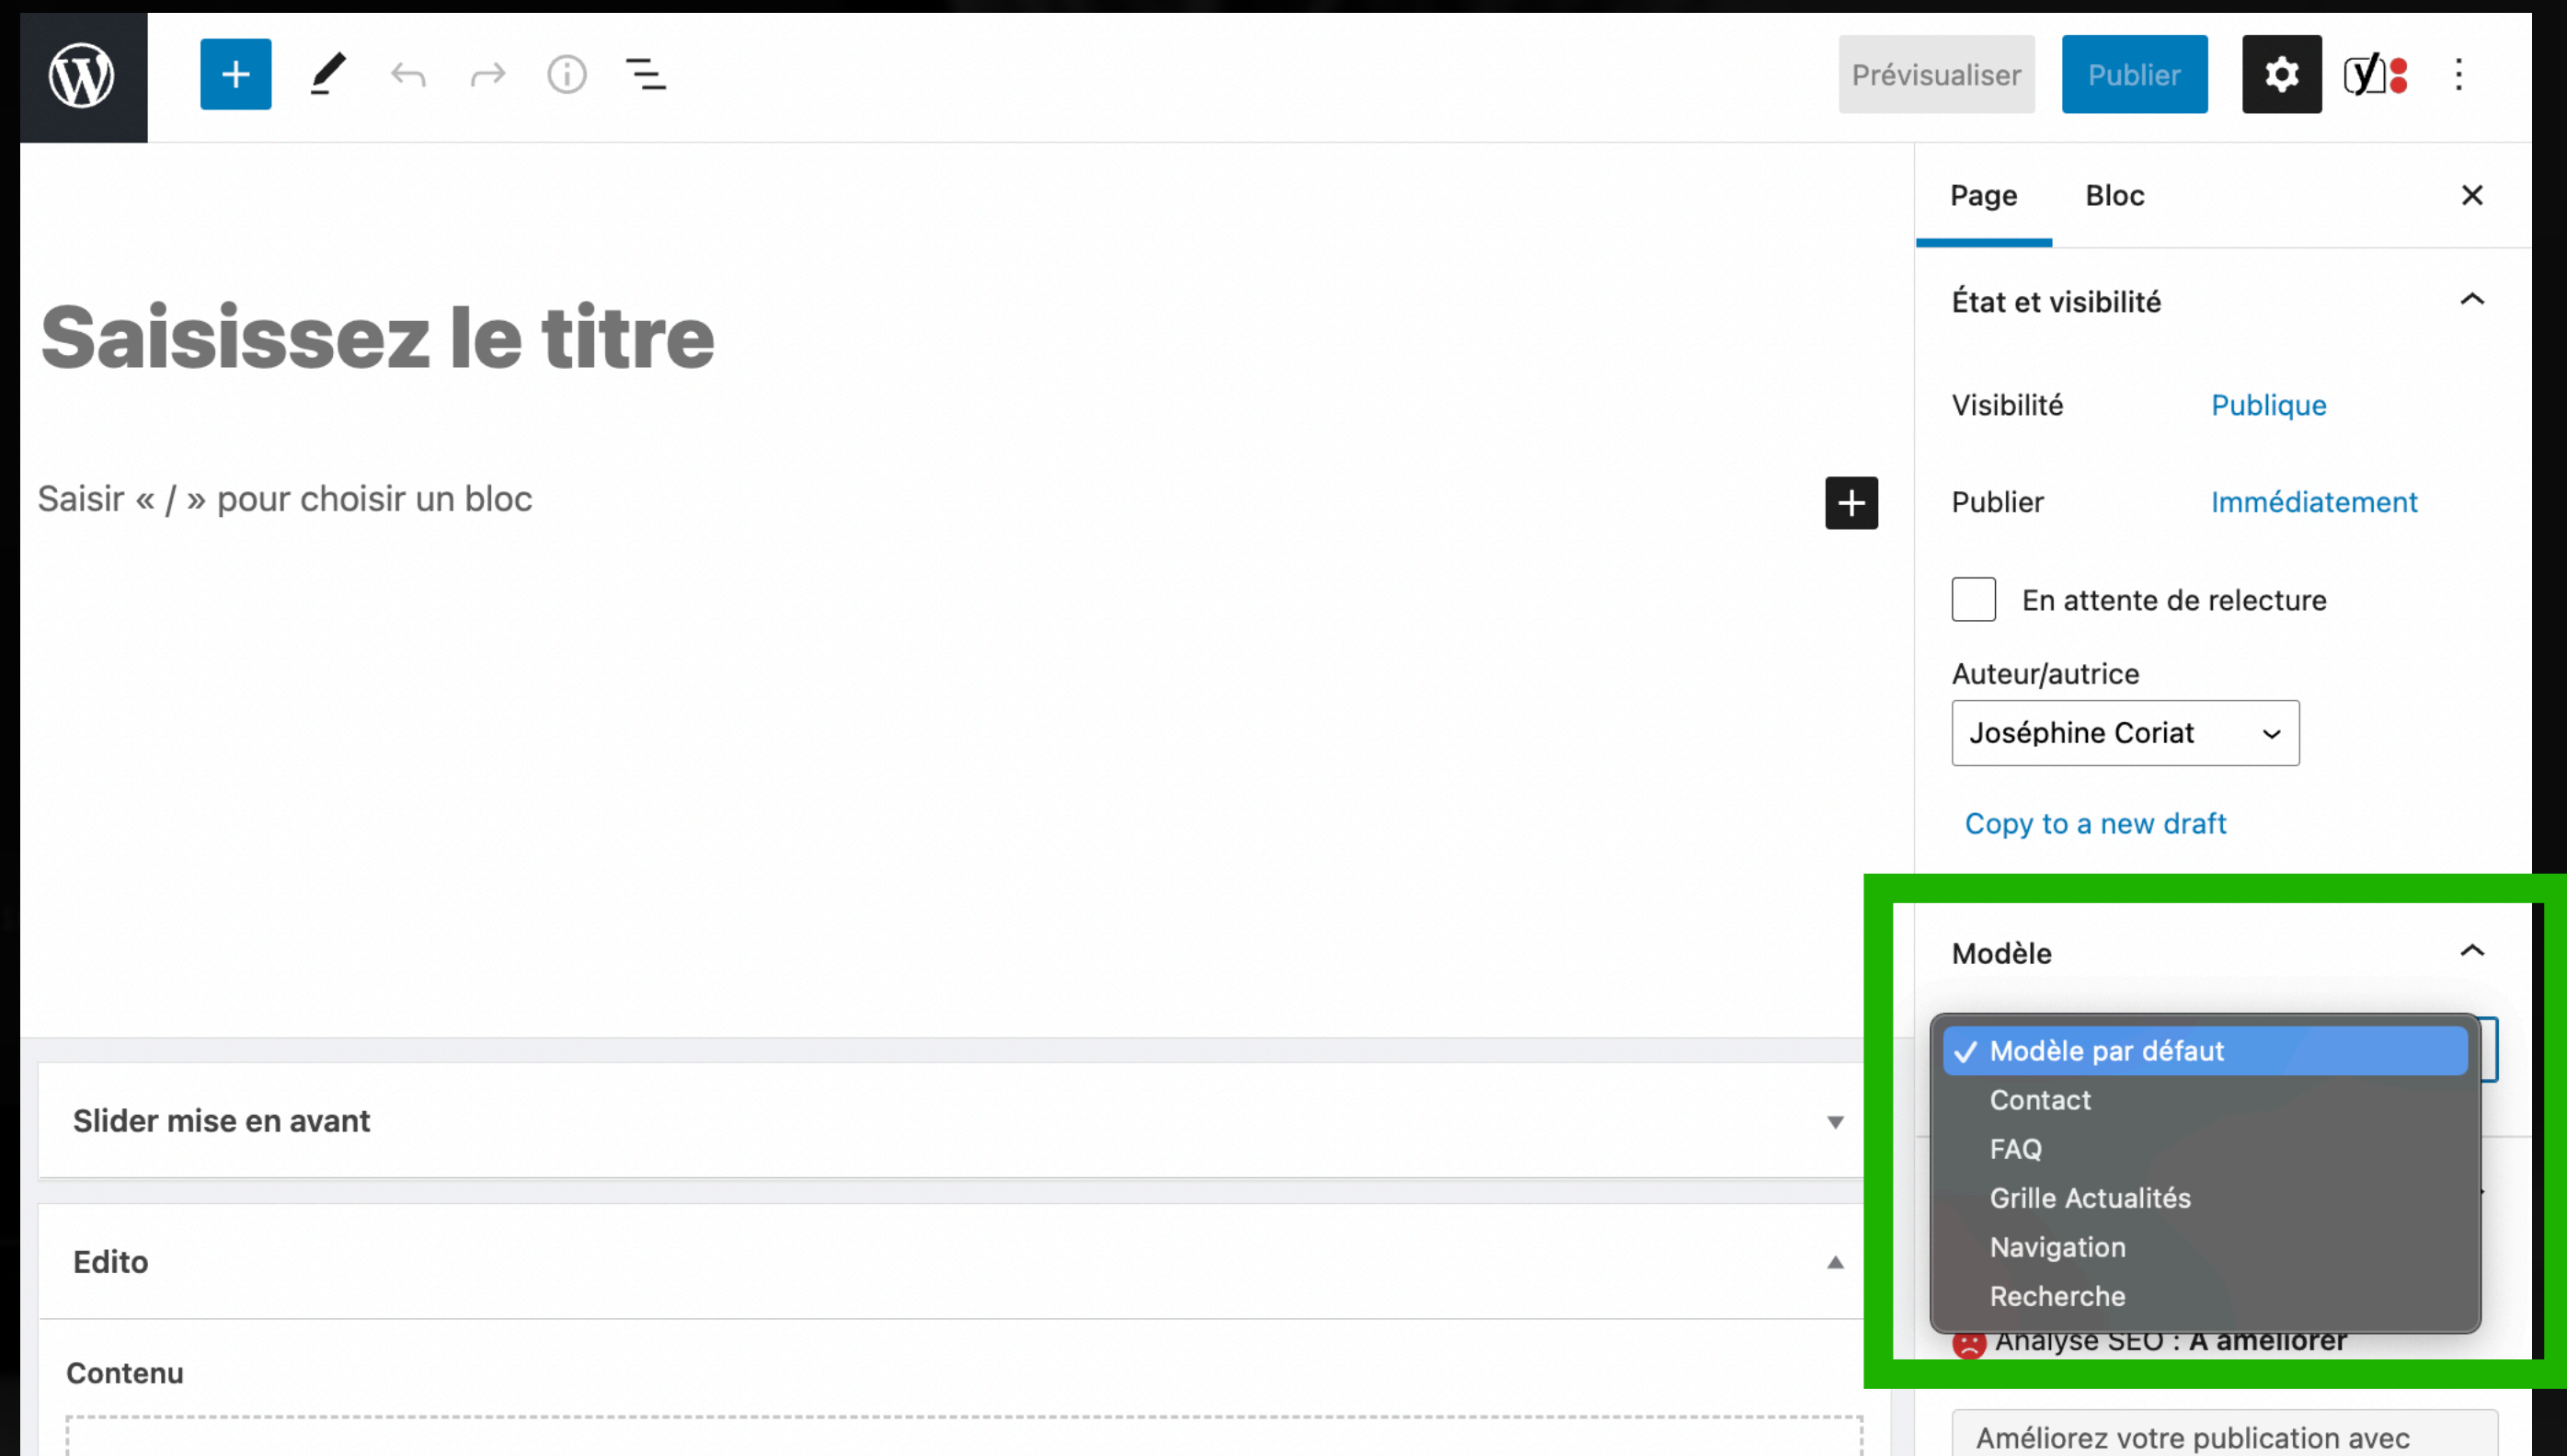 Prévisualiser
Publier
Page
Bloc
État et visibilité
Saisissez le titre
Visibilité
Publique
Saisir « / » pour choisir un bloc
Publier
Immédiatement
En attente de relecture
Auteur/autrice
Joséphine Coriat
Copy to a new draft
Modèle
Modèle par défaut
Contact
FAQ
Grille Actualités
Navigation
Recherche
Analyse SEO : À améliorer
Améliorez votre publication avec
Slider mise en avant
Edito
Contenu